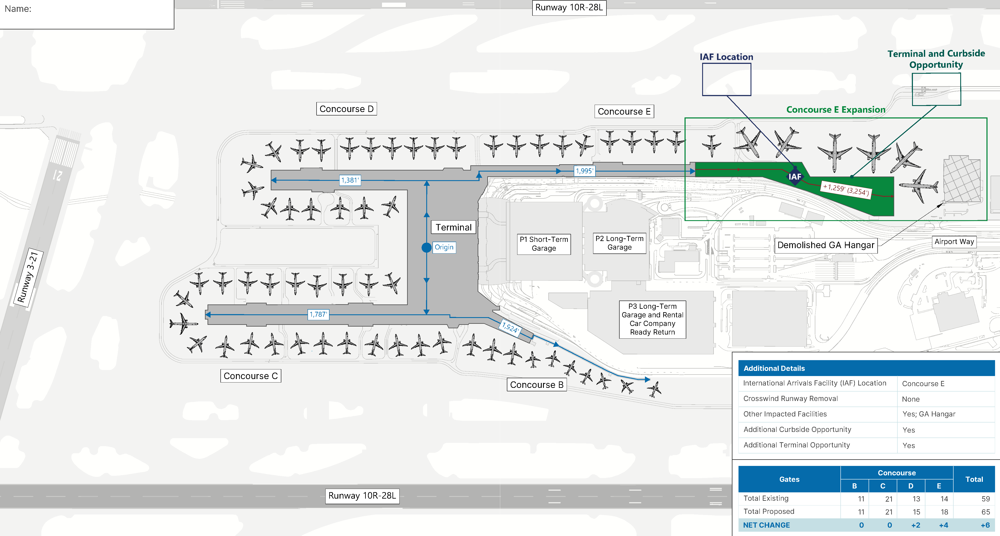 Name:
Runway 10R-28L
IAF Location
Terminal and Curbside
Opportunity
Concourse D
Concourse E
Concourse E Expansion
21
1,381'
1,995'
IAF
+1,259' (3,254')
Terminal
Origin
P1 Short-Term
Garage
P2 Long-Term
Garage
Demolished GA Hangar
Airport Way
Runway 3-21
1,787'
1,924'
P3 Long-Term
Garage and Rental
Car Company
Ready Return
Concourse C
Concourse B
Runway 10R-28L
Additional Details
International Arrivals Facility (IAF) Location Concourse E
Crosswind Runway Removal None
Other Impacted Facilities Yes; GA Hangar
Additional Curbside Opportunity Yes
Additional Terminal Opportunity Yes
Gates Concourse Total
B C D E
Total Existing 11 21 13 14 59
Total Proposed 11 21 15 18 65
NET CHANGE 0 0 +2 +4 +6